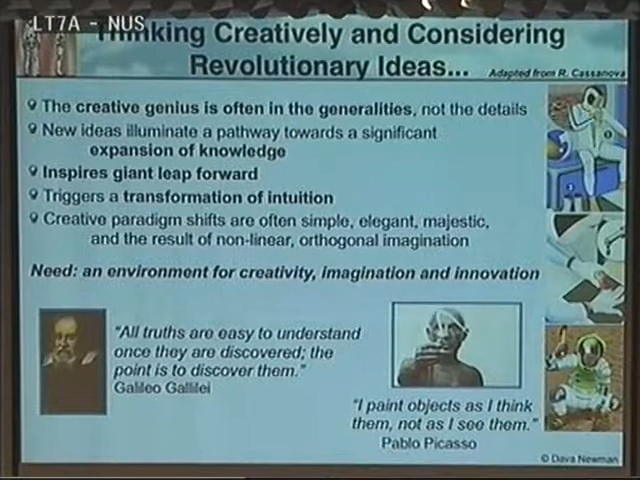 LT7A - NUS
Thinking Creatively and Considering
Revolutionary Ideas...
Adapted from R. Cassanova
The creative genius is often in the generalities, not the details
New ideas illuminate a pathway towards a significant
expansion of knowledge
Inspires giant leap forward
Triggers a transformation of intuition
Creative paradigm shifts are often simple, elegant, majestic,
and the result of non-linear, orthogonal imagination
Need: an environment for creativity, imagination and innovation
"All truths are easy to understand
once they are discovered; the
point is to discover them."
Galileo Gallilei
"I paint objects as I think
them, not as I see them."
Pablo Picasso
© Dava Newman